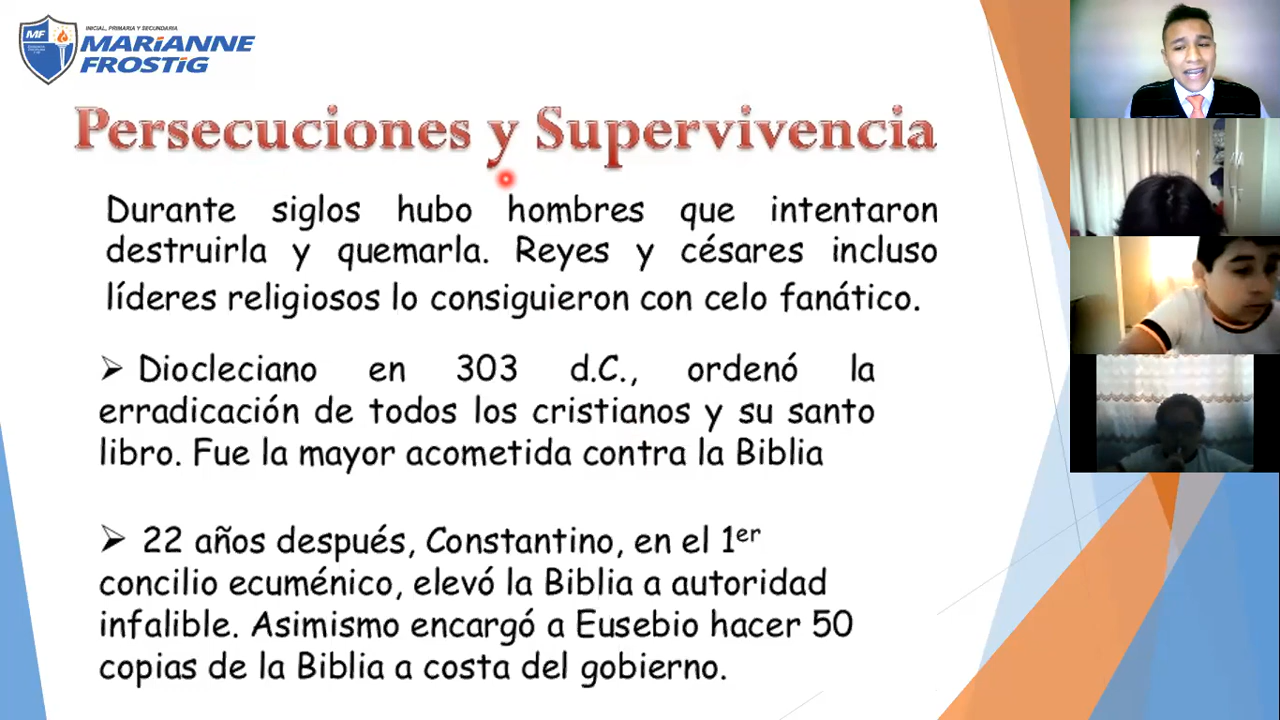 MF
INICIAL, PRIMARIA Y SECUNDARIA
MARIANNE
FROSTIG
Persecuciones y Supervivencia
Durante siglos hubo hombres que intentaron
destruirla y quemarla. Reyes y césares incluso
líderes religiosos lo consiguieron con celo fanático.
➢ Diocleciano en 303 d.C., ordenó la
erradicación de todos los cristianos y su santo
libro. Fue la mayor acometida contra la Biblia
➢ 22 años después, Constantino, en el 1er
concilio ecuménico, elevó la Biblia a autoridad
infalible. Asimismo encargó a Eusebio hacer 50
copias de la Biblia a costa del gobierno.